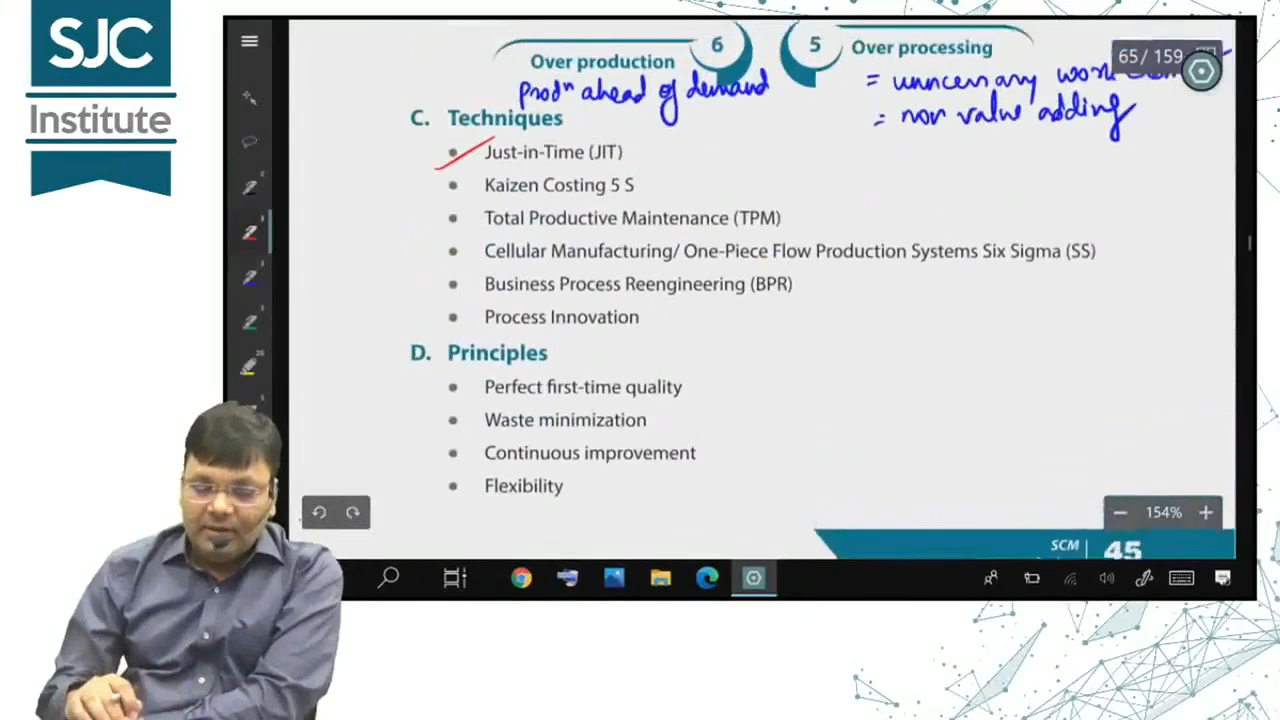 SJC
Institute
6
5
Over production
Over processing
65 / 159
prodn ahead of demand
= unncessary work
= non value adding
C. Techniques
• Just-in-Time (JIT)
• Kaizen Costing 5 S
• Total Productive Maintenance (TPM)
• Cellular Manufacturing/ One-Piece Flow Production Systems Six Sigma (SS)
• Business Process Reengineering (BPR)
• Process Innovation
D. Principles
• Perfect first-time quality
• Waste minimization
• Continuous improvement
• Flexibility
154%
SCM
45